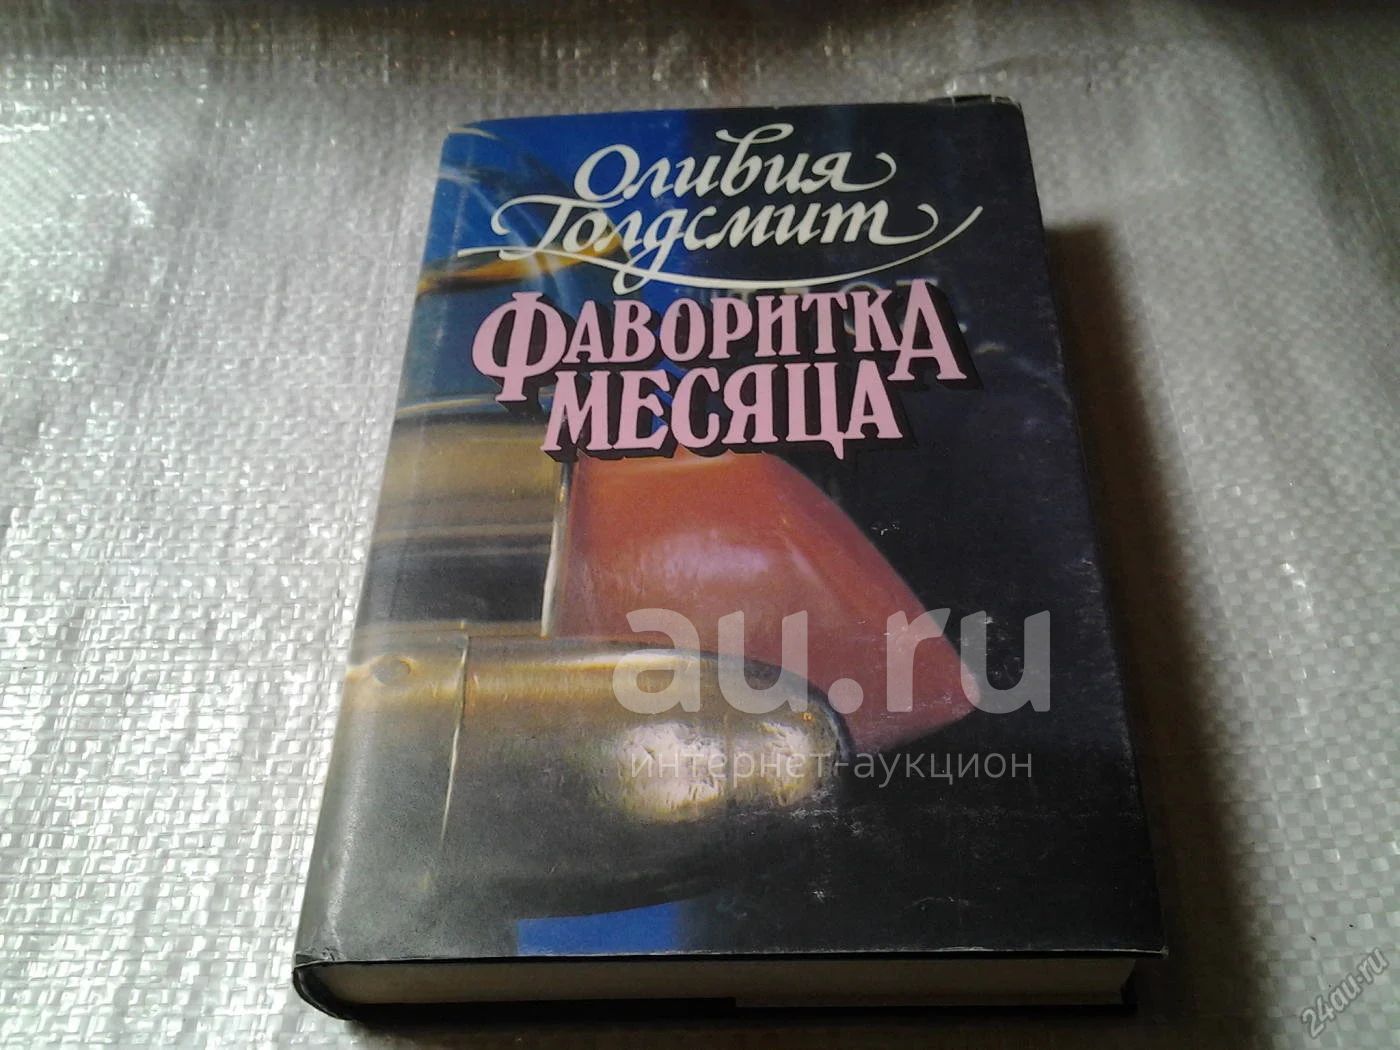 Оливия
Голдсмит
ФАВОРИТКА
МЕСЯЦА
au.ru
интернет-аукцион
24au.ru